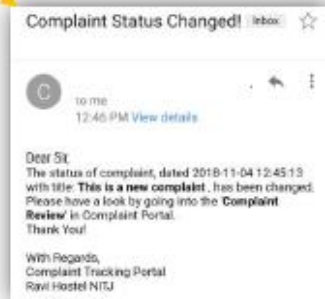 Complaint Status Changed! Inbox
C
to me
12:46 PM View details
Dear Sir,
The status of complaint, dated 2018-11-04 12:45:13
with title: This is a new complaint , has been changed.
Please have a look by going into the 'Complaint
Review' in Complaint Portal.
Thank You!
With Regards,
Complaint Tracking Portal
Ravi Hostel NITJ